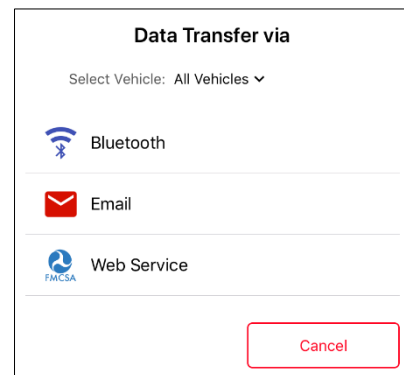 Data Transfer via
Select Vehicle: All Vehicles
Bluetooth
Email
FMCSA
Web Service
Cancel